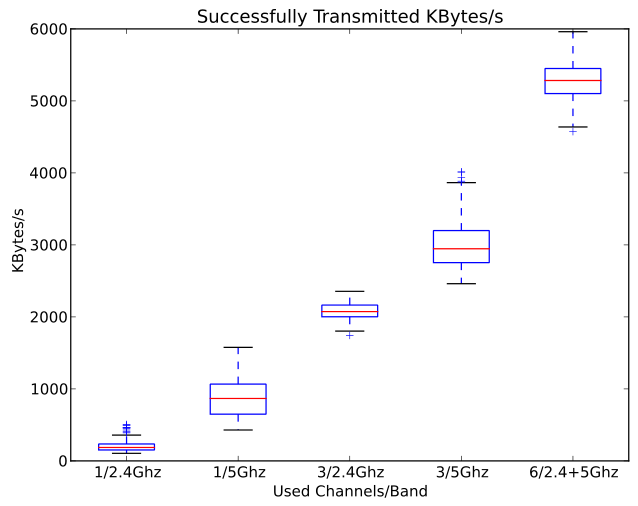 Successfully Transmitted KBytes/s
6000
5000
4000
3000
2000
1000
0
KBytes/s
1/2.4Ghz 1/5Ghz 3/2.4Ghz 3/5Ghz 6/2.4+5Ghz
Used Channels/Band